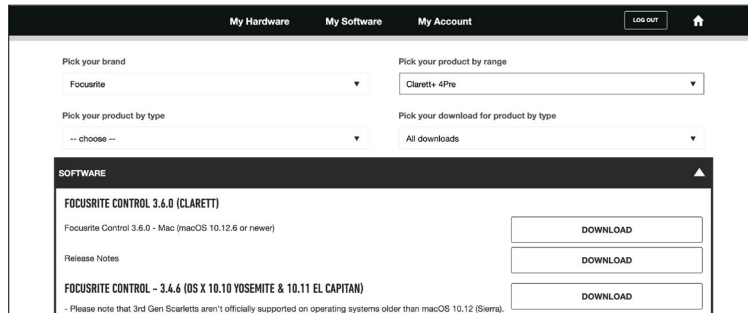 My Hardware My Software My Account LOG OUT
Pick your brand Pick your product by range
Focusrite Clarett+ 4Pre
Pick your product by type Pick your download for product by type
-- choose -- All downloads
SOFTWARE
FOCUSRITE CONTROL 3.6.0 (CLARETT)
Focusrite Control 3.6.0 - Mac (macOS 10.12.6 or newer) DOWNLOAD
Release Notes DOWNLOAD
FOCUSRITE CONTROL - 3.4.6 (OS X 10.10 YOSEMITE & 10.11 EL CAPITAN) DOWNLOAD
- Please note that 3rd Gen Scarletts aren't officially supported on operating systems older than macOS 10.12 (Sierra).